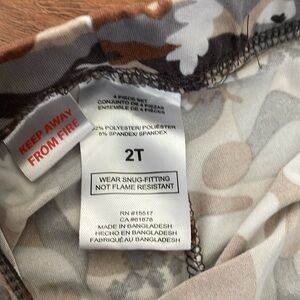 KEEP AWAY
FROM FIRE
4 PIECE SET
CONJUNTO DE 4 PIEZAS
ENSEMBLE DE 4 PIÈCES
92% POLYESTER/POLIÉSTER
8% SPANDEX/SPANDEX
2T
WEAR SNUG-FITTING
NOT FLAME RESISTANT
RN #15517
CA #61878
MADE IN BANGLADESH
HECHO EN BANGLADESH
FABRIQUÉ AU BANGLADESH